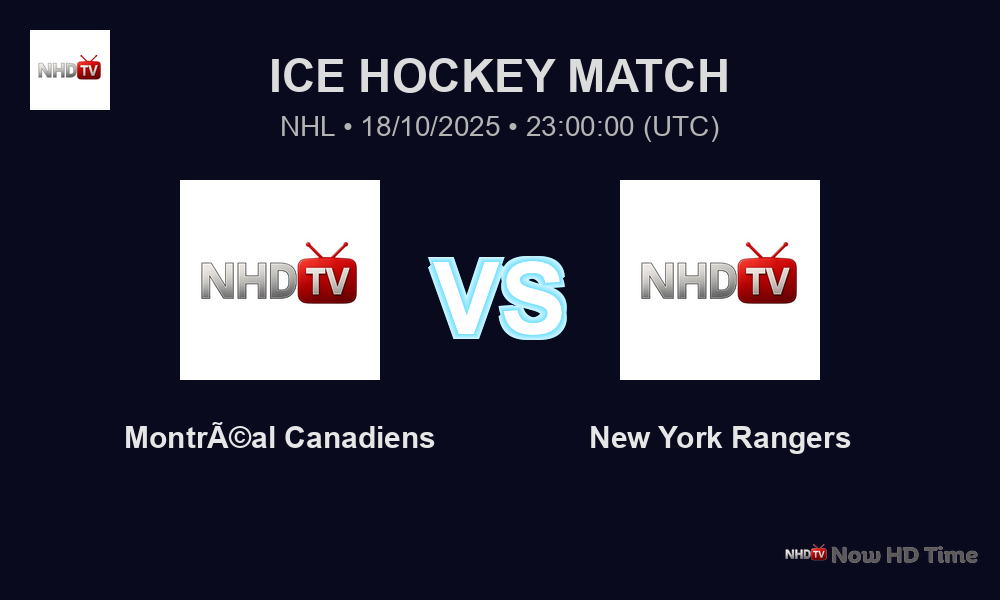 NHDTV
ICE HOCKEY MATCH
NHL • 18/10/2025 • 23:00:00 (UTC)
NHDTV
VS
NHDTV
MontrÃ©al Canadiens
New York Rangers
NHDTV Now HD Time